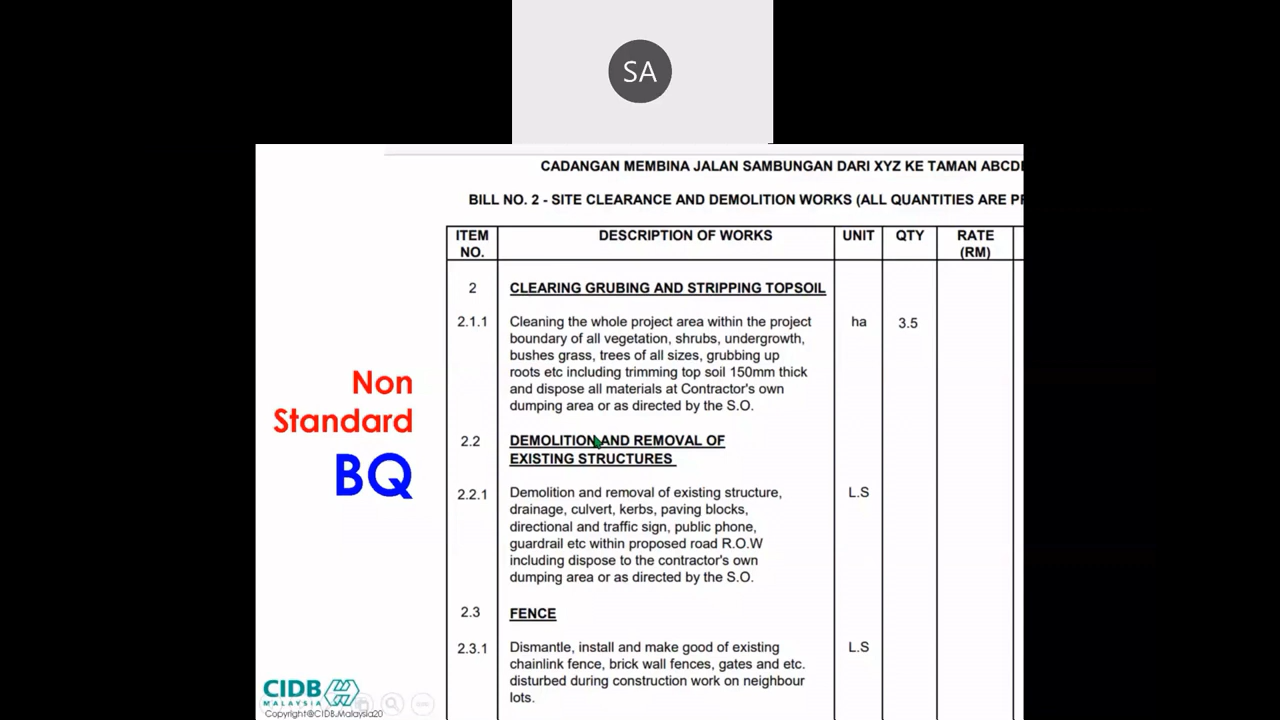 SA
CADANGAN MEMBINA JALAN SAMBUNGAN DARI XYZ KE TAMAN ABCD
BILL NO. 2 - SITE CLEARANCE AND DEMOLITION WORKS (ALL QUANTITIES ARE
ITEM NO. DESCRIPTION OF WORKS UNIT QTY RATE (RM)
2 CLEARING GRUBING AND STRIPPING TOPSOIL
2.1.1 Cleaning the whole project area within the project ha 3.5
boundary of all vegetation, shrubs, undergrowth,
bushes grass, trees of all sizes, grubbing up
roots etc including trimming top soil 150mm thick
and dispose all materials at Contractor's own
dumping area or as directed by the S.O.
2.2 DEMOLITION AND REMOVAL OF
EXISTING STRUCTURES
2.2.1 Demolition and removal of existing structure, L.S
drainage, culvert, kerbs, paving blocks,
directional and traffic sign, public phone,
guardrail etc within proposed road R.O.W
including dispose to the contractor's own
dumping area or as directed by the S.O.
2.3 FENCE
2.3.1 Dismantle, install and make good of existing L.S
chainlink fence, brick wall fences, gates and etc.
disturbed during construction work on neighbour
lots.
Non
Standard
BQ
CIDB
MALAYSIA
Copyright@CIDB.Malaysia20